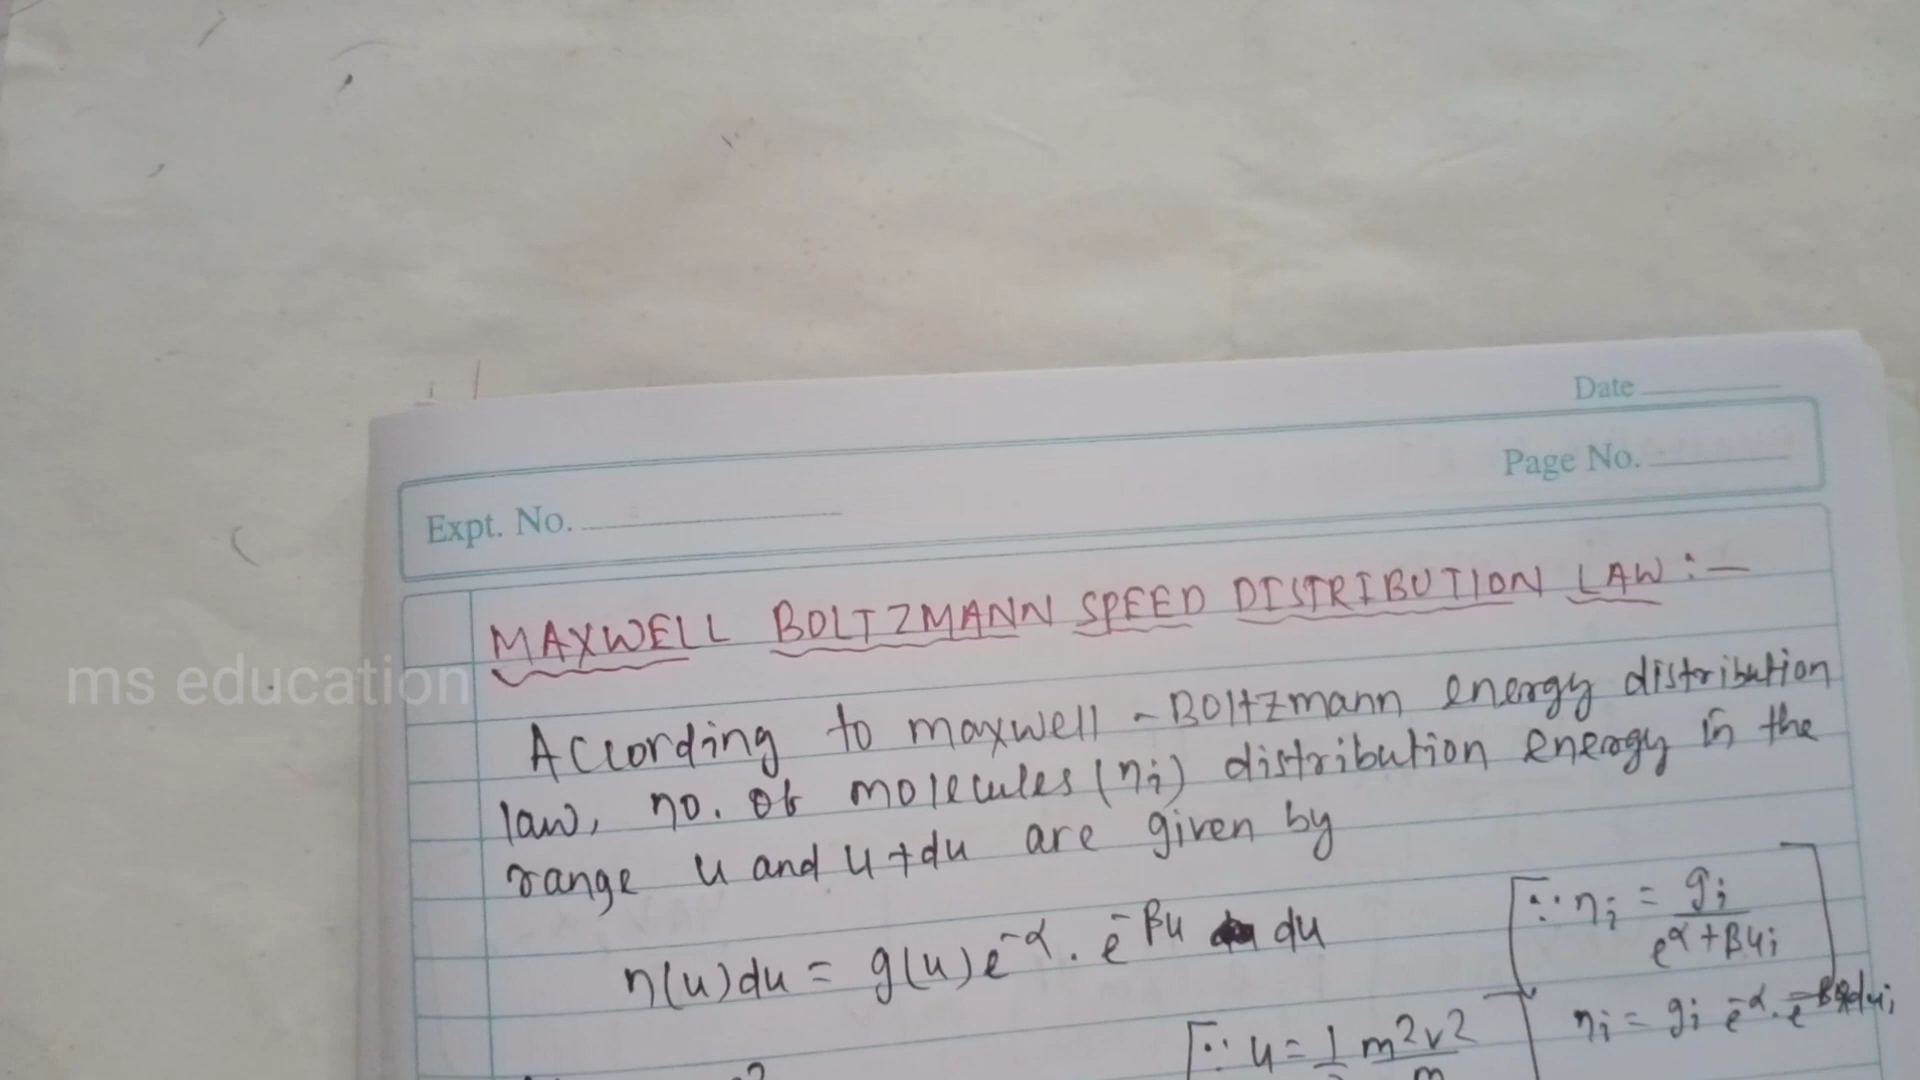 Date
Page No.
Expt. No.
MAXWELL BOLTZMANN SPEED DISTRIBUTION LAW :-
ms education
According to maxwell - Boltzmann energy distribution
law, no. of molecules (ni) distribution energy in the
range u and u+du are given by
n(u)du = g(u)e^-α . e^-βu du
∵ ni = gi / e^α+βui
ni = gi e^-α . e
∵ u = 1 m²v² / m